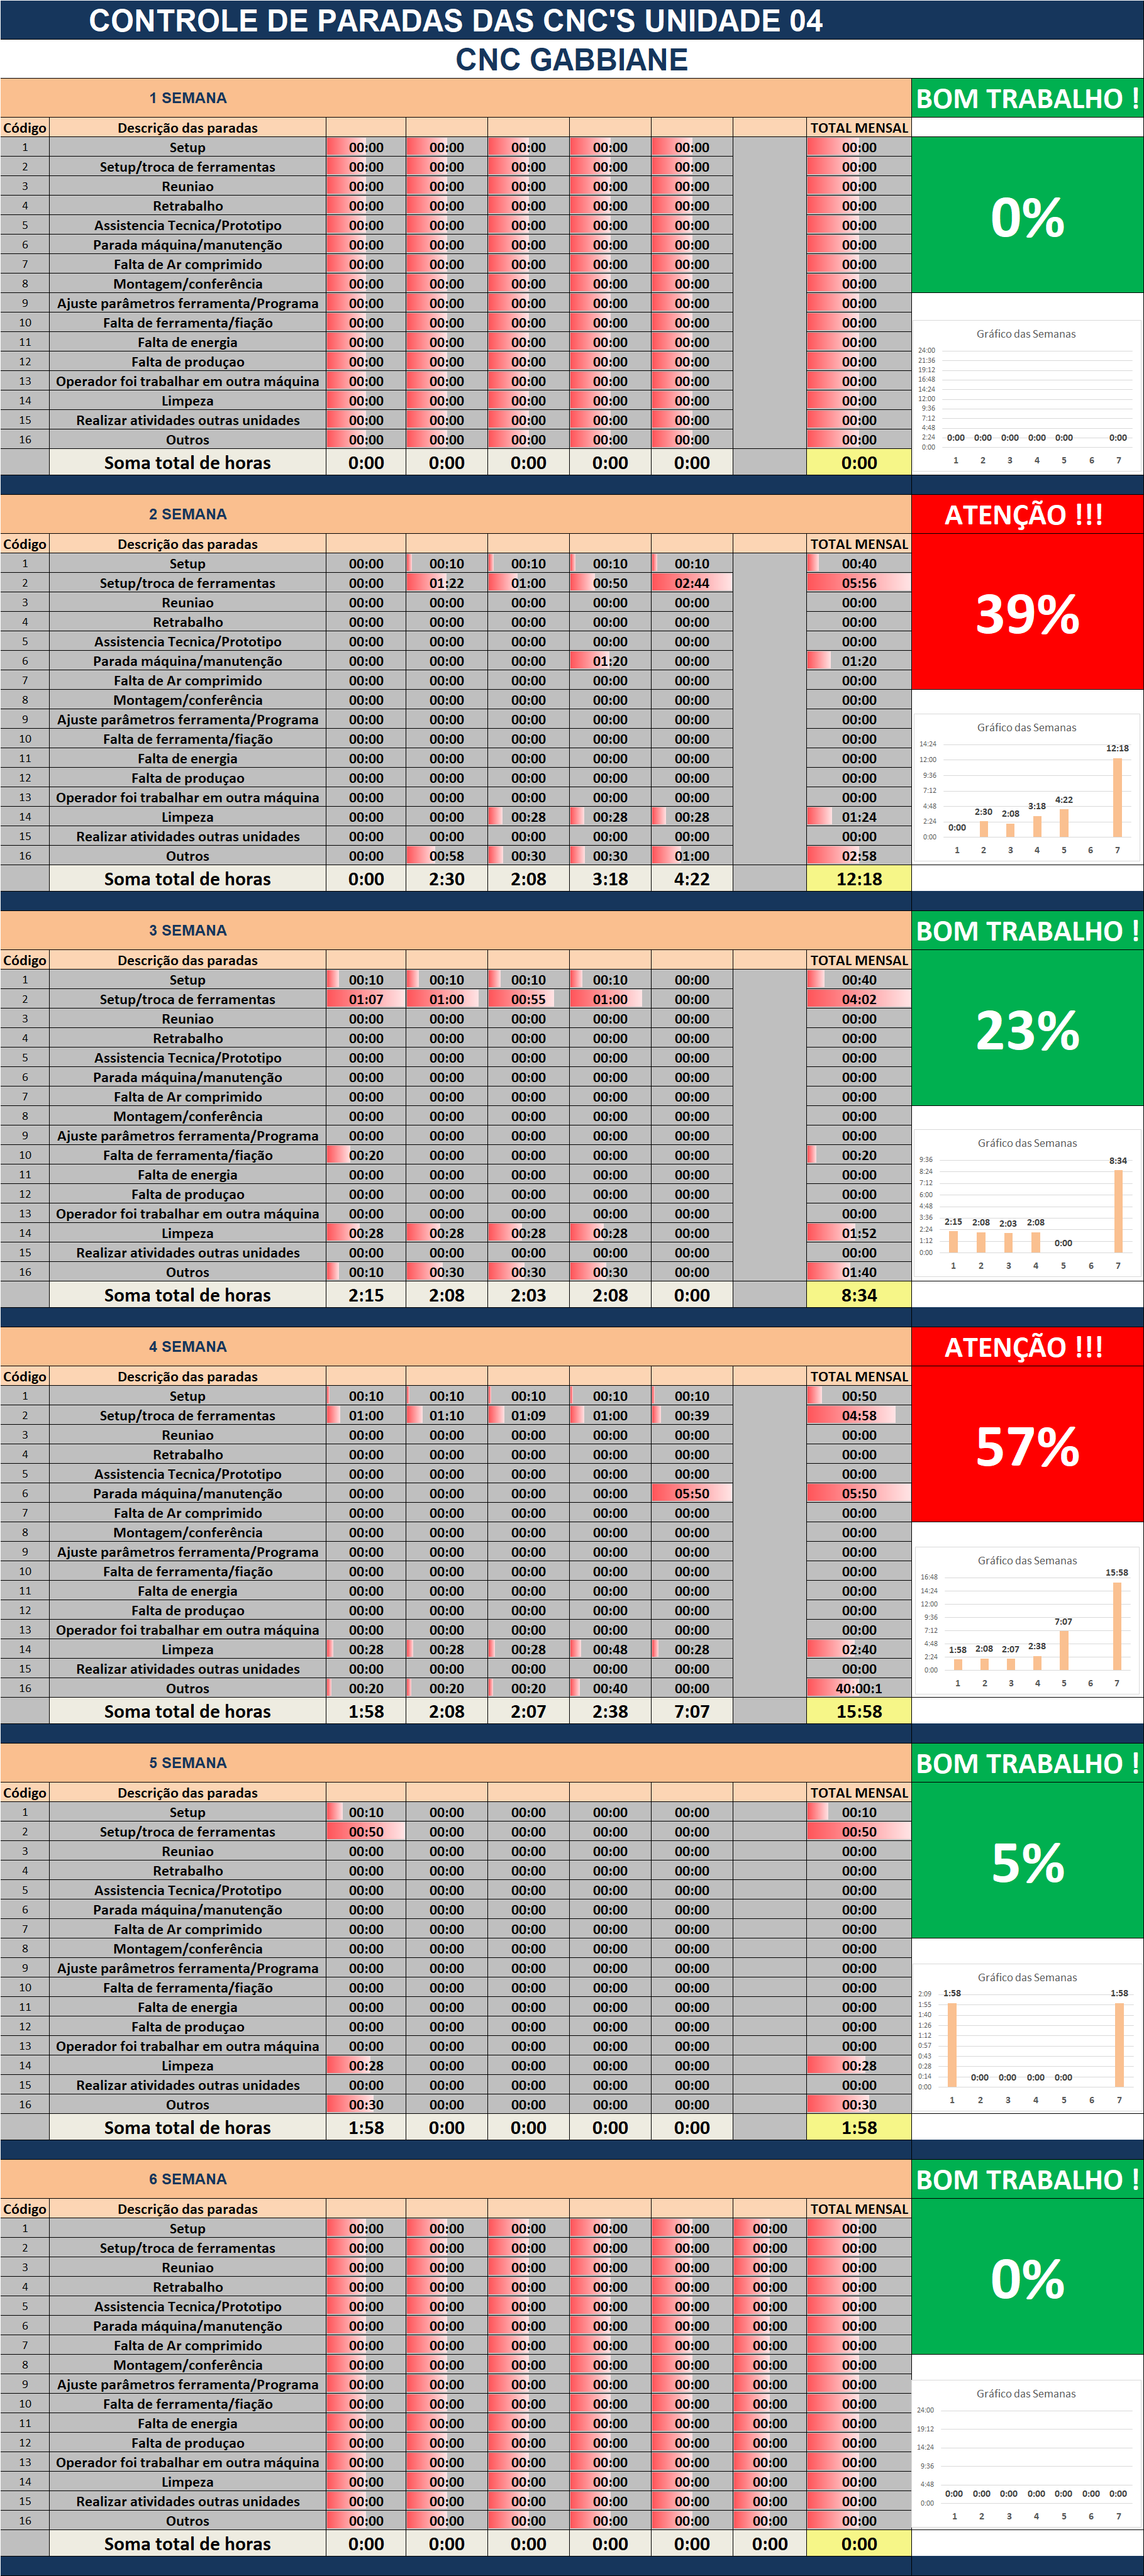 CONTROLE DE PARADAS DAS CNC'S UNIDADE 04
CNC GABBIANE
1 SEMANA BOM TRABALHO !
Código Descrição das paradas TOTAL MENSAL
1 Setup 00:00 00:00 00:00 00:00 00:00 00:00
2 Setup/troca de ferramentas 00:00 00:00 00:00 00:00 00:00 00:00
3 Reuniao 00:00 00:00 00:00 00:00 00:00 00:00
4 Retrabalho 00:00 00:00 00:00 00:00 00:00 00:00
5 Assistencia Tecnica/Prototipo 00:00 00:00 00:00 00:00 00:00 00:00
6 Parada máquina/manutenção 00:00 00:00 00:00 00:00 00:00 00:00
7 Falta de Ar comprimido 00:00 00:00 00:00 00:00 00:00 00:00
8 Montagem/conferência 00:00 00:00 00:00 00:00 00:00 00:00
9 Ajuste parâmetros ferramenta/Programa 00:00 00:00 00:00 00:00 00:00 00:00
10 Falta de ferramenta/fiação 00:00 00:00 00:00 00:00 00:00 00:00
11 Falta de energia 00:00 00:00 00:00 00:00 00:00 00:00
12 Falta de produçao 00:00 00:00 00:00 00:00 00:00 00:00
13 Operador foi trabalhar em outra máquina 00:00 00:00 00:00 00:00 00:00 00:00
14 Limpeza 00:00 00:00 00:00 00:00 00:00 00:00
15 Realizar atividades outras unidades 00:00 00:00 00:00 00:00 00:00 00:00
16 Outros 00:00 00:00 00:00 00:00 00:00 00:00
Soma total de horas 0:00 0:00 0:00 0:00 0:00 0:00
0%
Gráfico das Semanas
24:00
21:36
19:12
16:48
14:24
12:00
9:36
7:12
4:48
2:24
0:00
0:00 0:00 0:00 0:00 0:00 0:00
1 2 3 4 5 6 7
2 SEMANA ATENÇÃO !!!
Código Descrição das paradas TOTAL MENSAL
1 Setup 00:00 00:10 00:10 00:10 00:10 00:40
2 Setup/troca de ferramentas 00:00 01:22 01:00 00:50 02:44 05:56
3 Reuniao 00:00 00:00 00:00 00:00 00:00 00:00
4 Retrabalho 00:00 00:00 00:00 00:00 00:00 00:00
5 Assistencia Tecnica/Prototipo 00:00 00:00 00:00 00:00 00:00 00:00
6 Parada máquina/manutenção 00:00 00:00 00:00 01:20 00:00 01:20
7 Falta de Ar comprimido 00:00 00:00 00:00 00:00 00:00 00:00
8 Montagem/conferência 00:00 00:00 00:00 00:00 00:00 00:00
9 Ajuste parâmetros ferramenta/Programa 00:00 00:00 00:00 00:00 00:00 00:00
10 Falta de ferramenta/fiação 00:00 00:00 00:00 00:00 00:00 00:00
11 Falta de energia 00:00 00:00 00:00 00:00 00:00 00:00
12 Falta de produçao 00:00 00:00 00:00 00:00 00:00 00:00
13 Operador foi trabalhar em outra máquina 00:00 00:00 00:00 00:00 00:00 00:00
14 Limpeza 00:00 00:00 00:28 00:28 00:28 01:24
15 Realizar atividades outras unidades 00:00 00:00 00:00 00:00 00:00 00:00
16 Outros 00:00 00:58 00:30 00:30 01:00 02:58
Soma total de horas 0:00 2:30 2:08 3:18 4:22 12:18
39%
Gráfico das Semanas
14:24
12:00
9:36
7:12
4:48
2:24
0:00
0:00 2:30 2:08 3:18 4:22 12:18
1 2 3 4 5 6 7
3 SEMANA BOM TRABALHO !
Código Descrição das paradas TOTAL MENSAL
1 Setup 00:10 00:10 00:10 00:10 00:00 00:40
2 Setup/troca de ferramentas 01:07 01:00 00:55 01:00 00:00 04:02
3 Reuniao 00:00 00:00 00:00 00:00 00:00 00:00
4 Retrabalho 00:00 00:00 00:00 00:00 00:00 00:00
5 Assistencia Tecnica/Prototipo 00:00 00:00 00:00 00:00 00:00 00:00
6 Parada máquina/manutenção 00:00 00:00 00:00 00:00 00:00 00:00
7 Falta de Ar comprimido 00:00 00:00 00:00 00:00 00:00 00:00
8 Montagem/conferência 00:00 00:00 00:00 00:00 00:00 00:00
9 Ajuste parâmetros ferramenta/Programa 00:00 00:00 00:00 00:00 00:00 00:00
10 Falta de ferramenta/fiação 00:20 00:00 00:00 00:00 00:00 00:20
11 Falta de energia 00:00 00:00 00:00 00:00 00:00 00:00
12 Falta de produçao 00:00 00:00 00:00 00:00 00:00 00:00
13 Operador foi trabalhar em outra máquina 00:00 00:00 00:00 00:00 00:00 00:00
14 Limpeza 00:28 00:28 00:28 00:28 00:00 01:52
15 Realizar atividades outras unidades 00:00 00:00 00:00 00:00 00:00 00:00
16 Outros 00:10 00:30 00:30 00:30 00:00 01:40
Soma total de horas 2:15 2:08 2:03 2:08 0:00 8:34
23%
Gráfico das Semanas
9:36
8:24
7:12
6:00
4:48
3:36
2:24
1:12
0:00
2:15 2:08 2:03 2:08 0:00 8:34
1 2 3 4 5 6 7
4 SEMANA ATENÇÃO !!!
Código Descrição das paradas TOTAL MENSAL
1 Setup 00:10 00:10 00:10 00:10 00:10 00:50
2 Setup/troca de ferramentas 01:00 01:10 01:09 01:00 00:39 04:58
3 Reuniao 00:00 00:00 00:00 00:00 00:00 00:00
4 Retrabalho 00:00 00:00 00:00 00:00 00:00 00:00
5 Assistencia Tecnica/Prototipo 00:00 00:00 00:00 00:00 00:00 00:00
6 Parada máquina/manutenção 00:00 00:00 00:00 00:00 05:50 05:50
7 Falta de Ar comprimido 00:00 00:00 00:00 00:00 00:00 00:00
8 Montagem/conferência 00:00 00:00 00:00 00:00 00:00 00:00
9 Ajuste parâmetros ferramenta/Programa 00:00 00:00 00:00 00:00 00:00 00:00
10 Falta de ferramenta/fiação 00:00 00:00 00:00 00:00 00:00 00:00
11 Falta de energia 00:00 00:00 00:00 00:00 00:00 00:00
12 Falta de produçao 00:00 00:00 00:00 00:00 00:00 00:00
13 Operador foi trabalhar em outra máquina 00:00 00:00 00:00 00:00 00:00 00:00
14 Limpeza 00:28 00:28 00:28 00:48 00:28 02:40
15 Realizar atividades outras unidades 00:00 00:00 00:00 00:00 00:00 00:00
16 Outros 00:20 00:20 00:20 00:40 00:00 40:00:1
Soma total de horas 1:58 2:08 2:07 2:38 7:07 15:58
57%
Gráfico das Semanas
16:48
14:24
12:00
9:36
7:12
4:48
2:24
0:00
1:58 2:08 2:07 2:38 7:07 15:58
1 2 3 4 5 6 7
5 SEMANA BOM TRABALHO !
Código Descrição das paradas TOTAL MENSAL
1 Setup 00:10 00:00 00:00 00:00 00:00 00:10
2 Setup/troca de ferramentas 00:50 00:00 00:00 00:00 00:00 00:50
3 Reuniao 00:00 00:00 00:00 00:00 00:00 00:00
4 Retrabalho 00:00 00:00 00:00 00:00 00:00 00:00
5 Assistencia Tecnica/Prototipo 00:00 00:00 00:00 00:00 00:00 00:00
6 Parada máquina/manutenção 00:00 00:00 00:00 00:00 00:00 00:00
7 Falta de Ar comprimido 00:00 00:00 00:00 00:00 00:00 00:00
8 Montagem/conferência 00:00 00:00 00:00 00:00 00:00 00:00
9 Ajuste parâmetros ferramenta/Programa 00:00 00:00 00:00 00:00 00:00 00:00
10 Falta de ferramenta/fiação 00:00 00:00 00:00 00:00 00:00 00:00
11 Falta de energia 00:00 00:00 00:00 00:00 00:00 00:00
12 Falta de produçao 00:00 00:00 00:00 00:00 00:00 00:00
13 Operador foi trabalhar em outra máquina 00:00 00:00 00:00 00:00 00:00 00:00
14 Limpeza 00:28 00:00 00:00 00:00 00:00 00:28
15 Realizar atividades outras unidades 00:00 00:00 00:00 00:00 00:00 00:00
16 Outros 00:30 00:00 00:00 00:00 00:00 00:30
Soma total de horas 1:58 0:00 0:00 0:00 0:00 1:58
5%
Gráfico das Semanas
2:09
1:55
1:40
1:26
1:12
0:57
0:43
0:28
0:14
0:00
1:58 0:00 0:00 0:00 0:00 1:58
1 2 3 4 5 6 7
6 SEMANA BOM TRABALHO !
Código Descrição das paradas TOTAL MENSAL
1 Setup 00:00 00:00 00:00 00:00 00:00 00:00 00:00
2 Setup/troca de ferramentas 00:00 00:00 00:00 00:00 00:00 00:00 00:00
3 Reuniao 00:00 00:00 00:00 00:00 00:00 00:00 00:00
4 Retrabalho 00:00 00:00 00:00 00:00 00:00 00:00 00:00
5 Assistencia Tecnica/Prototipo 00:00 00:00 00:00 00:00 00:00 00:00 00:00
6 Parada máquina/manutenção 00:00 00:00 00:00 00:00 00:00 00:00 00:00
7 Falta de Ar comprimido 00:00 00:00 00:00 00:00 00:00 00:00 00:00
8 Montagem/conferência 00:00 00:00 00:00 00:00 00:00 00:00 00:00
9 Ajuste parâmetros ferramenta/Programa 00:00 00:00 00:00 00:00 00:00 00:00 00:00
10 Falta de ferramenta/fiação 00:00 00:00 00:00 00:00 00:00 00:00 00:00
11 Falta de energia 00:00 00:00 00:00 00:00 00:00 00:00 00:00
12 Falta de produçao 00:00 00:00 00:00 00:00 00:00 00:00 00:00
13 Operador foi trabalhar em outra máquina 00:00 00:00 00:00 00:00 00:00 00:00 00:00
14 Limpeza 00:00 00:00 00:00 00:00 00:00 00:00 00:00
15 Realizar atividades outras unidades 00:00 00:00 00:00 00:00 00:00 00:00 00:00
16 Outros 00:00 00:00 00:00 00:00 00:00 00:00 00:00
Soma total de horas 0:00 0:00 0:00 0:00 0:00 0:00 0:00
0%
Gráfico das Semanas
24:00
19:12
14:24
9:36
4:48
0:00
0:00 0:00 0:00 0:00 0:00 0:00 0:00
1 2 3 4 5 6 7